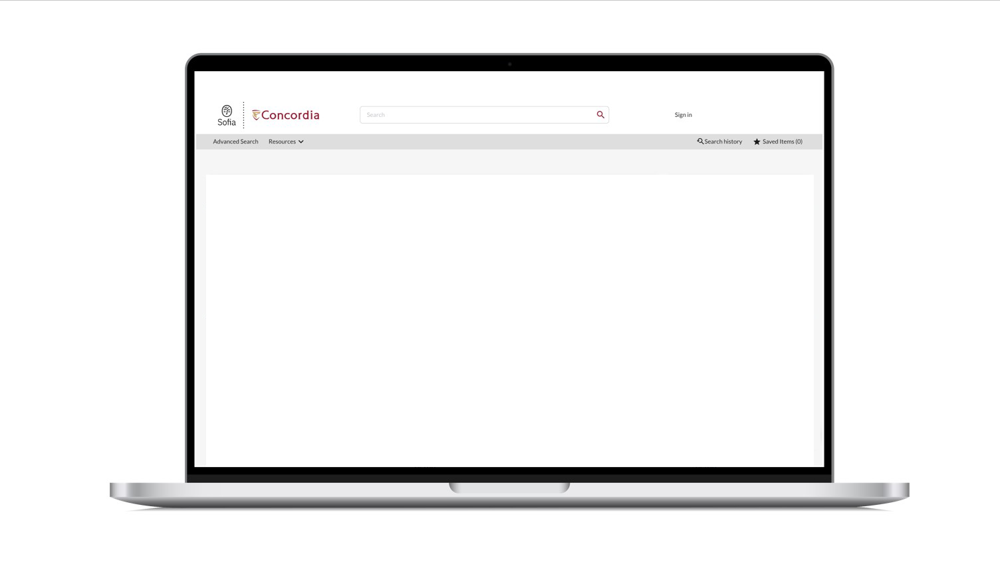 Sofia
Concordia
Search
Sign in
Advanced Search
Resources
Search history
Saved Items (0)